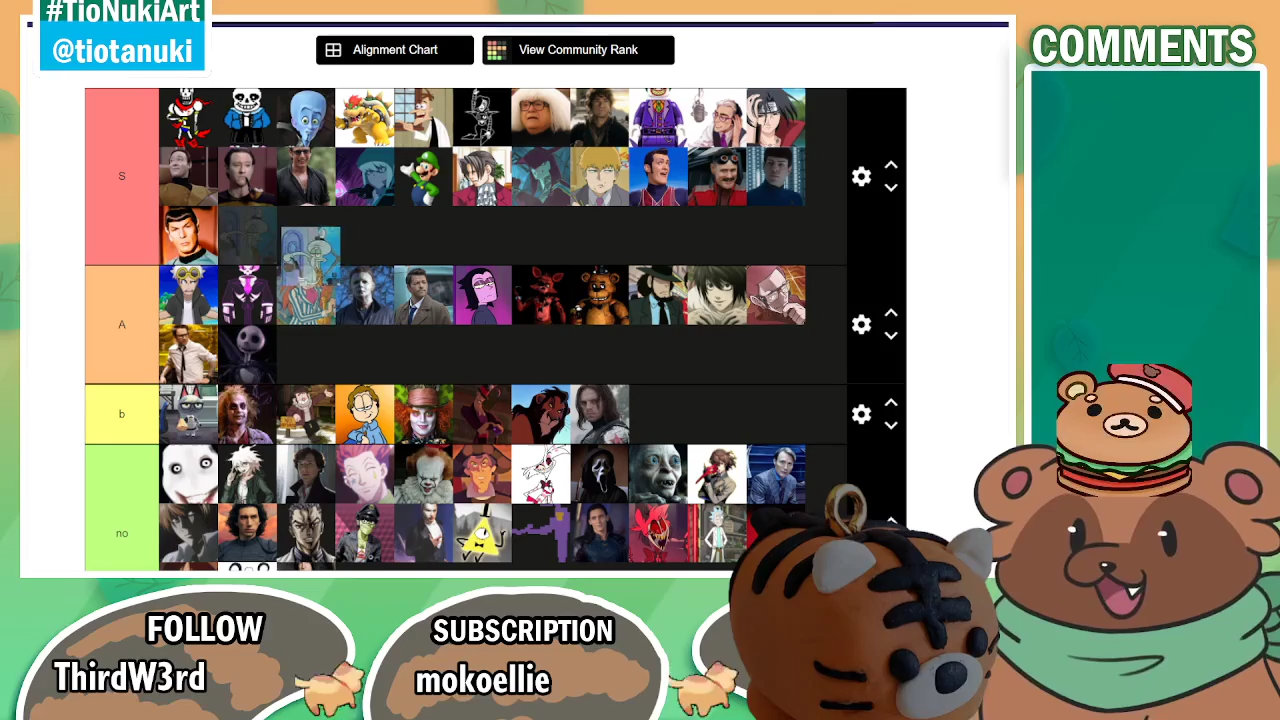 #TioNukiArt
@tiotanuki
Alignment Chart
View Community Rank
COMMENTS
S
A
b
no
FOLLOW
ThirdW3rd
SUBSCRIPTION
mokoellie